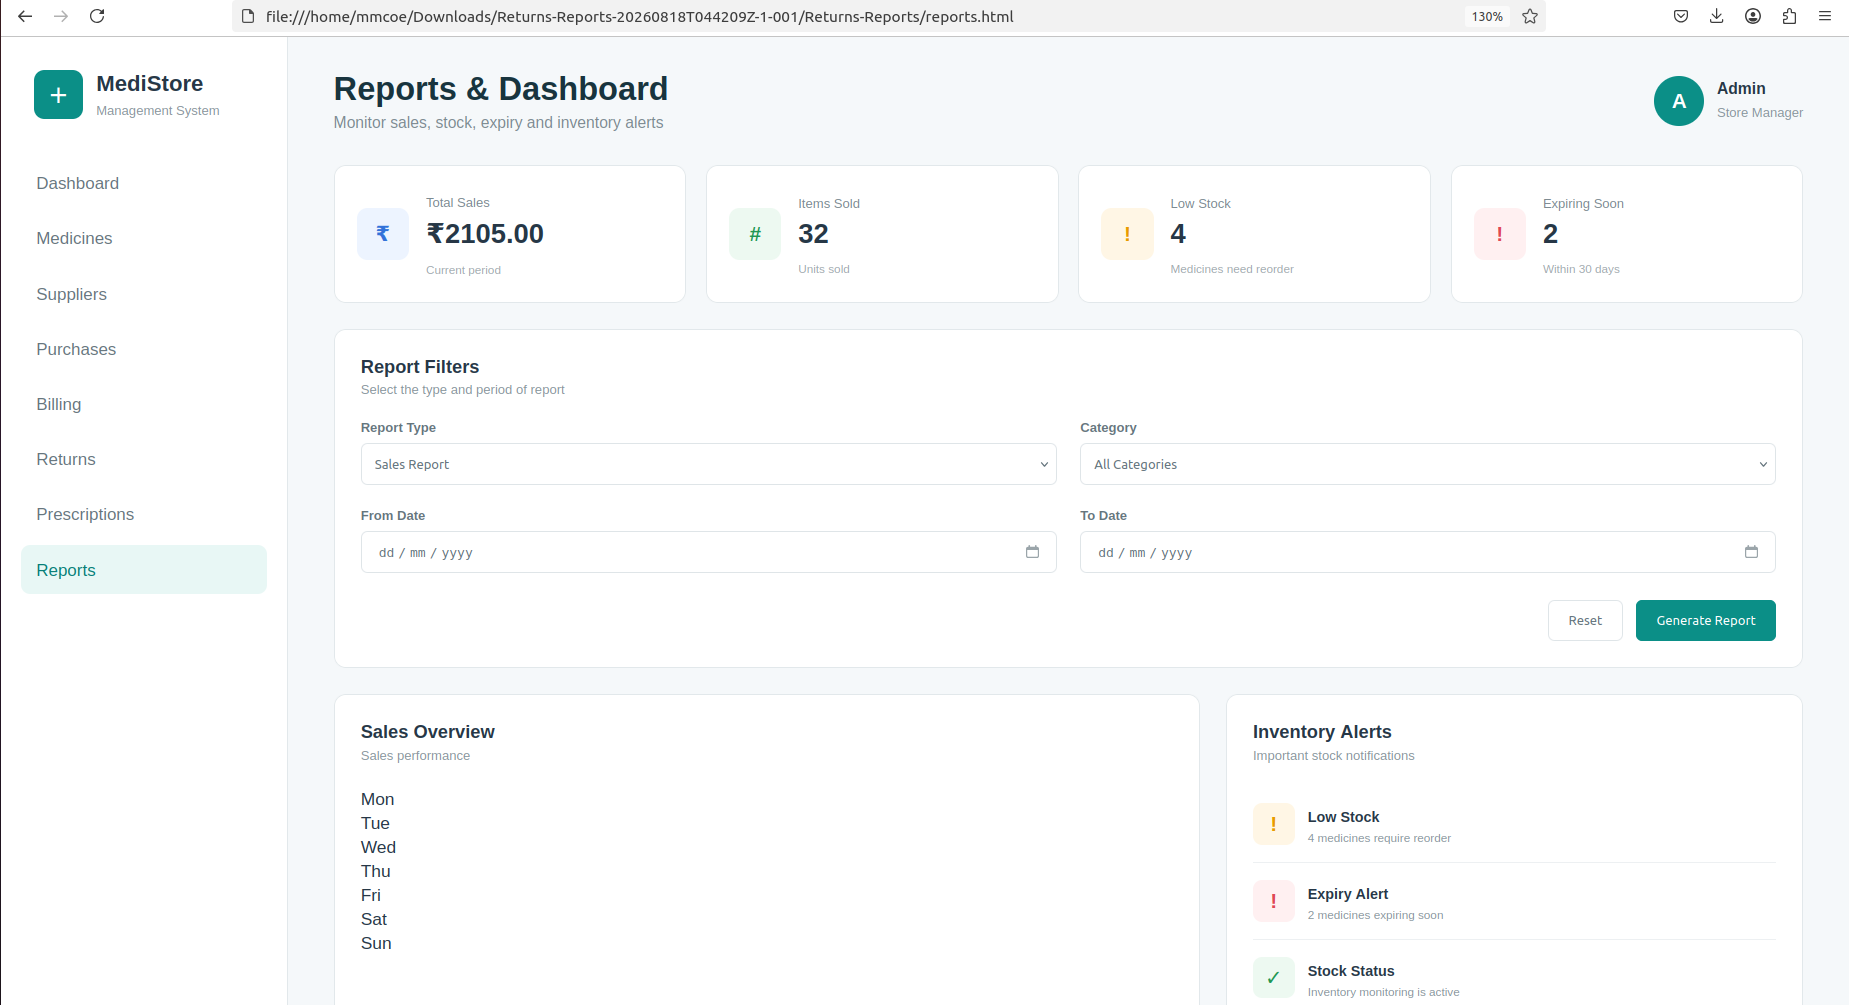 file:///home/mmcoe/Downloads/Returns-Reports-20260818T044209Z-1-001/Returns-Reports/reports.html
130%
+
MediStore
Management System
Dashboard
Medicines
Suppliers
Purchases
Billing
Returns
Prescriptions
Reports
Reports & Dashboard
Monitor sales, stock, expiry and inventory alerts
A
Admin
Store Manager
₹
Total Sales
₹2105.00
Current period
#
Items Sold
32
Units sold
!
Low Stock
4
Medicines need reorder
!
Expiring Soon
2
Within 30 days
Report Filters
Select the type and period of report
Report Type
Sales Report
Category
All Categories
From Date
dd / mm / yyyy
To Date
dd / mm / yyyy
Reset
Generate Report
Sales Overview
Sales performance
Mon
Tue
Wed
Thu
Fri
Sat
Sun
Inventory Alerts
Important stock notifications
!
Low Stock
4 medicines require reorder
!
Expiry Alert
2 medicines expiring soon
✓
Stock Status
Inventory monitoring is active